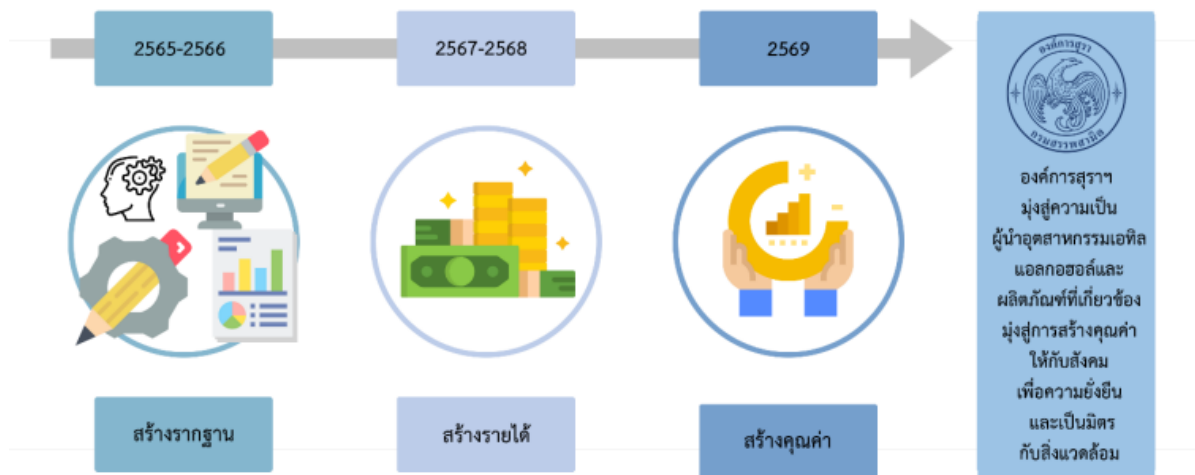 2565-2566
2567-2568
2569
องค์การสุรา
กรมสรรพสามิต
องค์การสุราฯ
มุ่งสู่ความเป็น
ผู้นำอุตสาหกรรมเอทิล
แอลกอฮอล์และ
ผลิตภัณฑ์ที่เกี่ยวข้อง
มุ่งสู่การสร้างคุณค่า
ให้กับสังคม
เพื่อความยั่งยืน
และเป็นมิตร
กับสิ่งแวดล้อม
สร้างรากฐาน
สร้างรายได้
สร้างคุณค่า